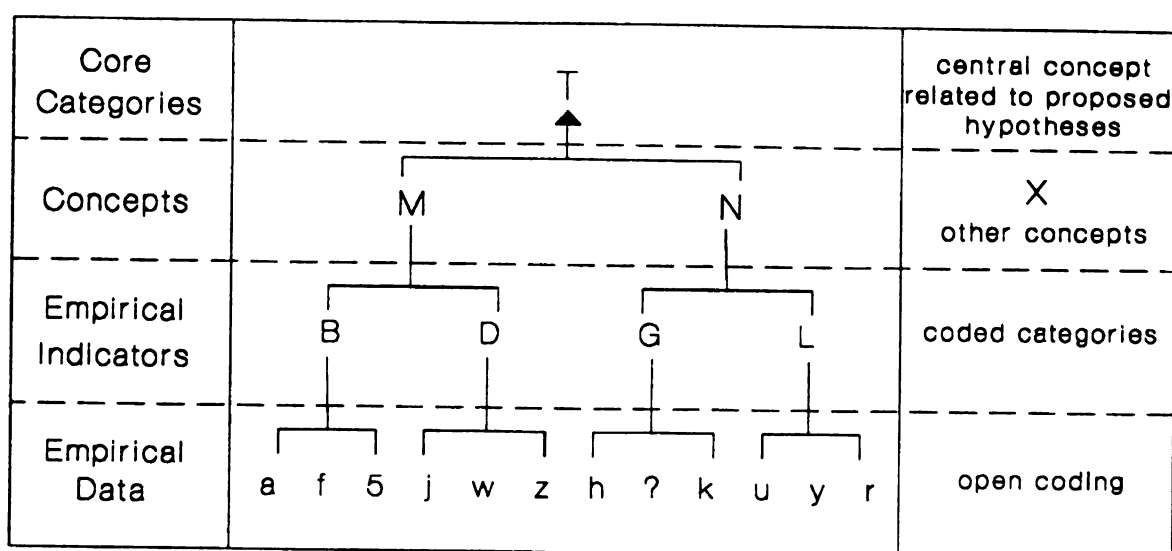 Core
Categories
T
central concept
related to proposed
hypotheses
Concepts
M N
X
other concepts
Empirical
Indicators
B D G L
coded categories
Empirical
Data
a f 5 j w z h ? k u y r
open coding